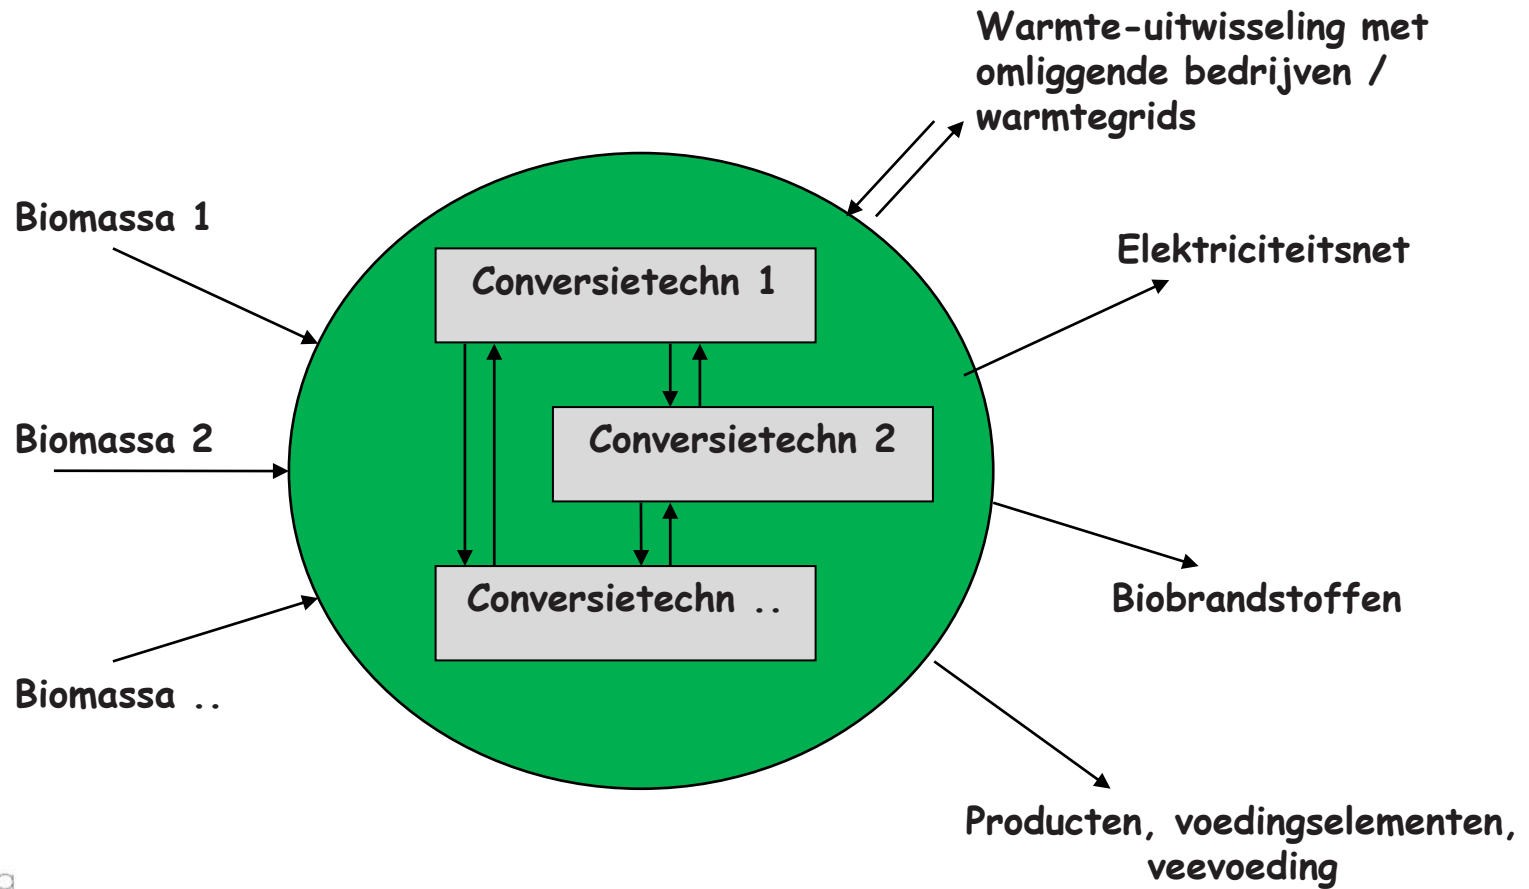 Warmte-uitwisseling met
omliggende bedrijven /
warmtegrids
Biomassa 1
Elektriciteitsnet
Conversietechn 1
Biomassa 2
Conversietechn 2
Conversietechn ..
Biobrandstoffen
Biomassa ..
Producten, voedingselementen,
veevoeding